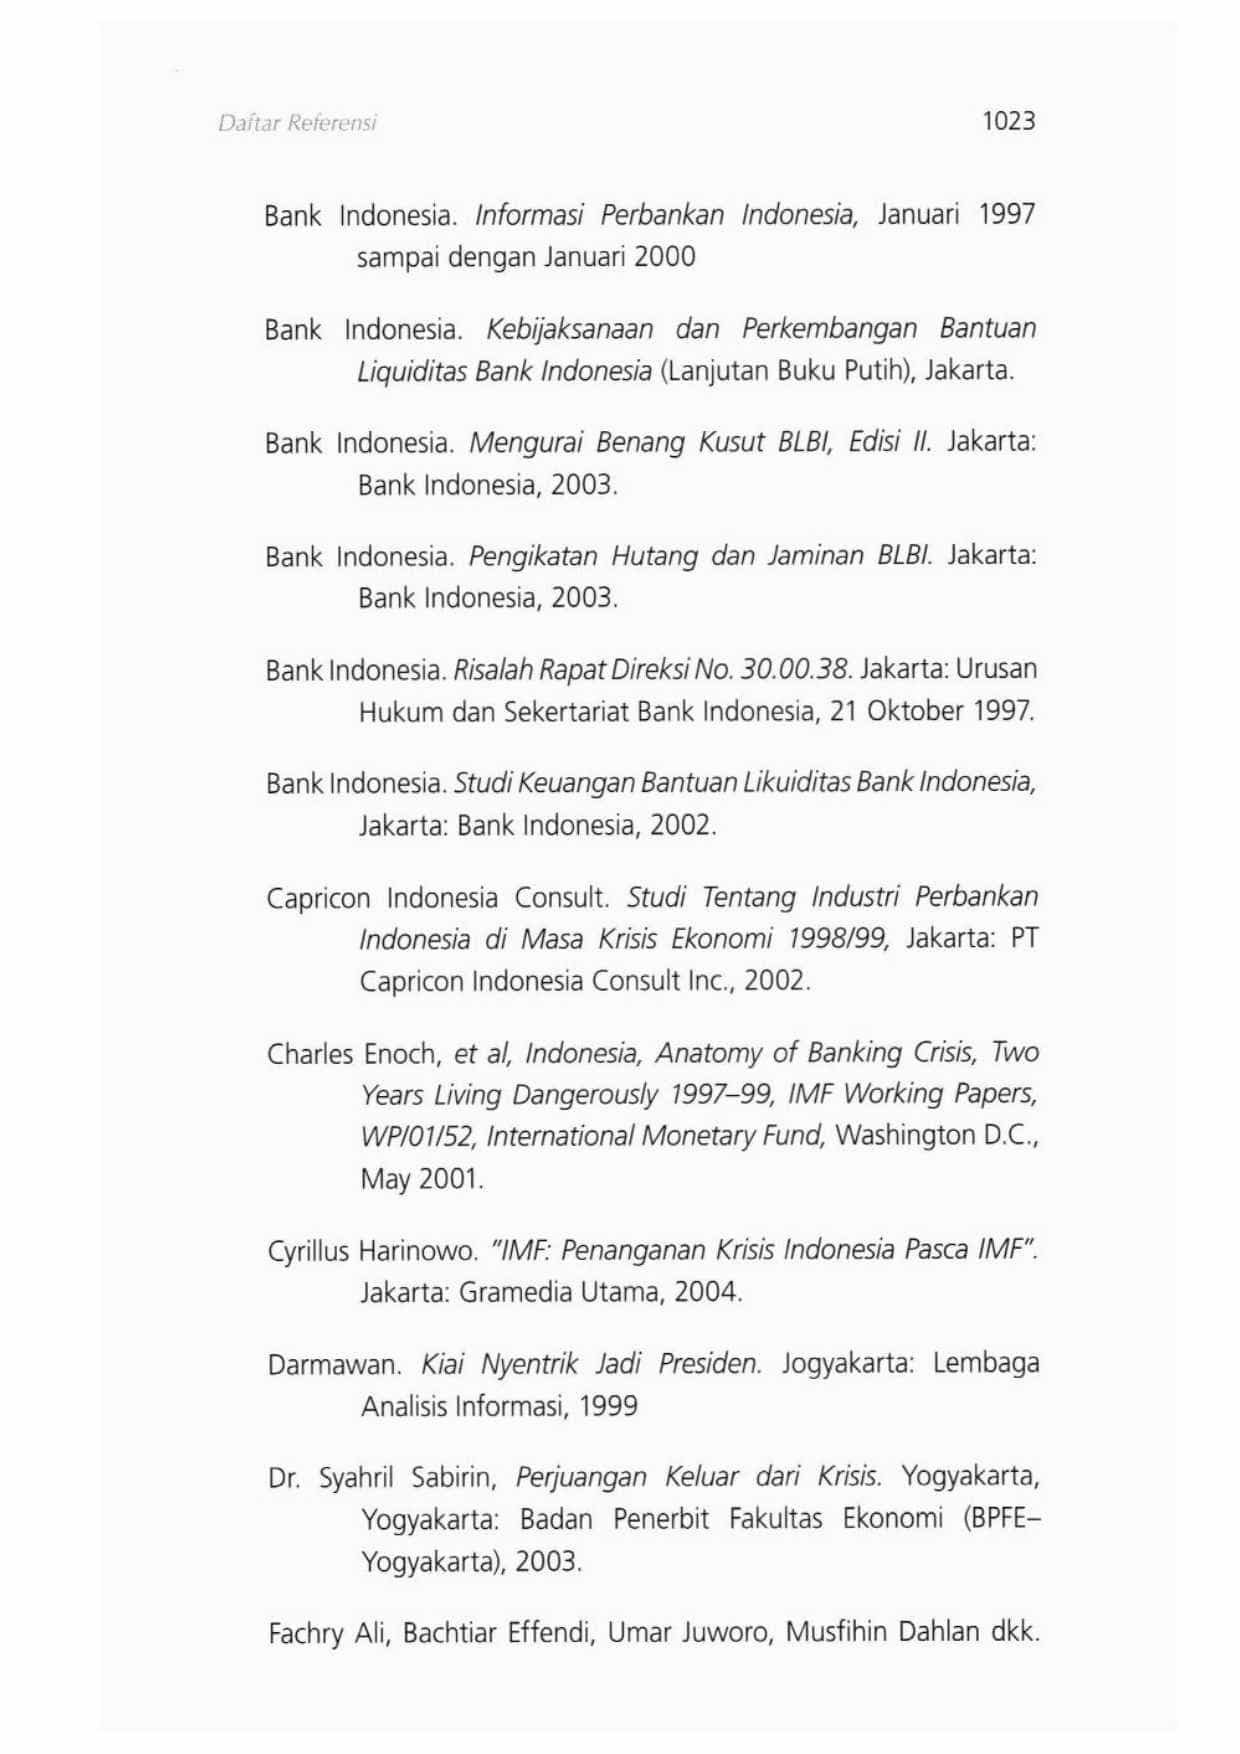 Daftar Referensi 1023
Bank Indonesia. Informasi Perbankan Indonesia, Januari 1997
sampai dengan Januari 2000
Bank Indonesia. Kebijaksanaan dan Perkembangan Bantuan
Liquiditas Bank Indonesia (Lanjutan Buku Putih), Jakarta.
Bank Indonesia. Mengurai Benang Kusut BLBI, Edisi II. Jakarta:
Bank Indonesia, 2003.
Bank Indonesia. Pengikatan Hutang dan Jaminan BLBI. Jakarta:
Bank Indonesia, 2003.
Bank Indonesia. Risalah Rapat Direksi No. 30.00.38. Jakarta: Urusan
Hukum dan Sekertariat Bank Indonesia, 21 Oktober 1997.
Bank Indonesia. Studi Keuangan Bantuan Likuiditas Bank Indonesia,
Jakarta: Bank Indonesia, 2002.
Capricon Indonesia Consult. Studi Tentang Industri Perbankan
Indonesia di Masa Krisis Ekonomi 1998/99, Jakarta: PT
Capricon Indonesia Consult Inc., 2002.
Charles Enoch, et al, Indonesia, Anatomy of Banking Crisis, Two
Years Living Dangerously 1997–99, IMF Working Papers,
WP/01/52, International Monetary Fund, Washington D.C.,
May 2001.
Cyrillus Harinowo. "IMF: Penanganan Krisis Indonesia Pasca IMF".
Jakarta: Gramedia Utama, 2004.
Darmawan. Kiai Nyentrik Jadi Presiden. Jogyakarta: Lembaga
Analisis Informasi, 1999
Dr. Syahril Sabirin, Perjuangan Keluar dari Krisis. Yogyakarta,
Yogyakarta: Badan Penerbit Fakultas Ekonomi (BPFE–
Yogyakarta), 2003.
Fachry Ali, Bachtiar Effendi, Umar Juworo, Musfihin Dahlan dkk.